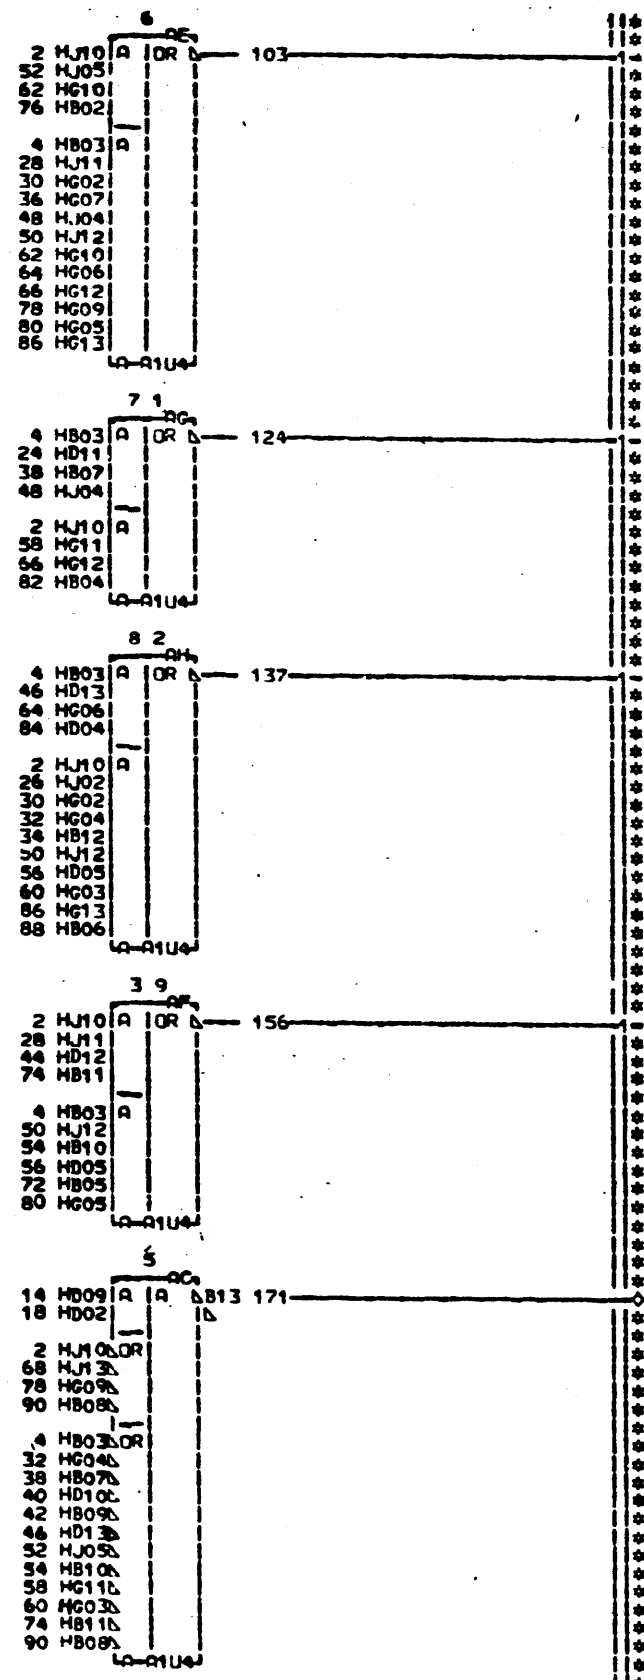 6
AE
2 HJ10 A OR 103
52 HJ05
62 HG10
76 HB02
4 HB03 A
28 HJ11
30 HG02
36 HG07
48 HJ04
50 HJ12
62 HG10
64 HG06
66 HG12
78 HG09
80 HG05
86 HG13
A-A1U4
7 1
AG
4 HB03 A OR 124
24 HD11
38 HB07
48 HJ04
2 HJ10 A
58 HG11
66 HG12
82 HB04
A-A1U4
8 2
AH
4 HB03 A OR 137
46 HD13
64 HG06
84 HD04
2 HJ10 A
26 HJ02
30 HG02
32 HG04
34 HB12
50 HJ12
56 HD05
60 HG03
86 HG13
88 HB06
A-A1U4
3 9
AF
2 HJ10 A OR 156
28 HJ11
44 HD12
74 HB11
4 HB03 A
50 HJ12
54 HB10
56 HD05
72 HB05
80 HG05
A-A1U4
5
AC
14 HD09 A A B13 171
18 HD02
2 HJ10 OR
68 HJ13
78 HG09
90 HB08
4 HB03 OR
32 HG04
38 HB07
40 HD10
42 HB09
46 HD13
52 HJ05
54 HB10
58 HG11
60 HG03
74 HB11
90 HB08
A-A1U4